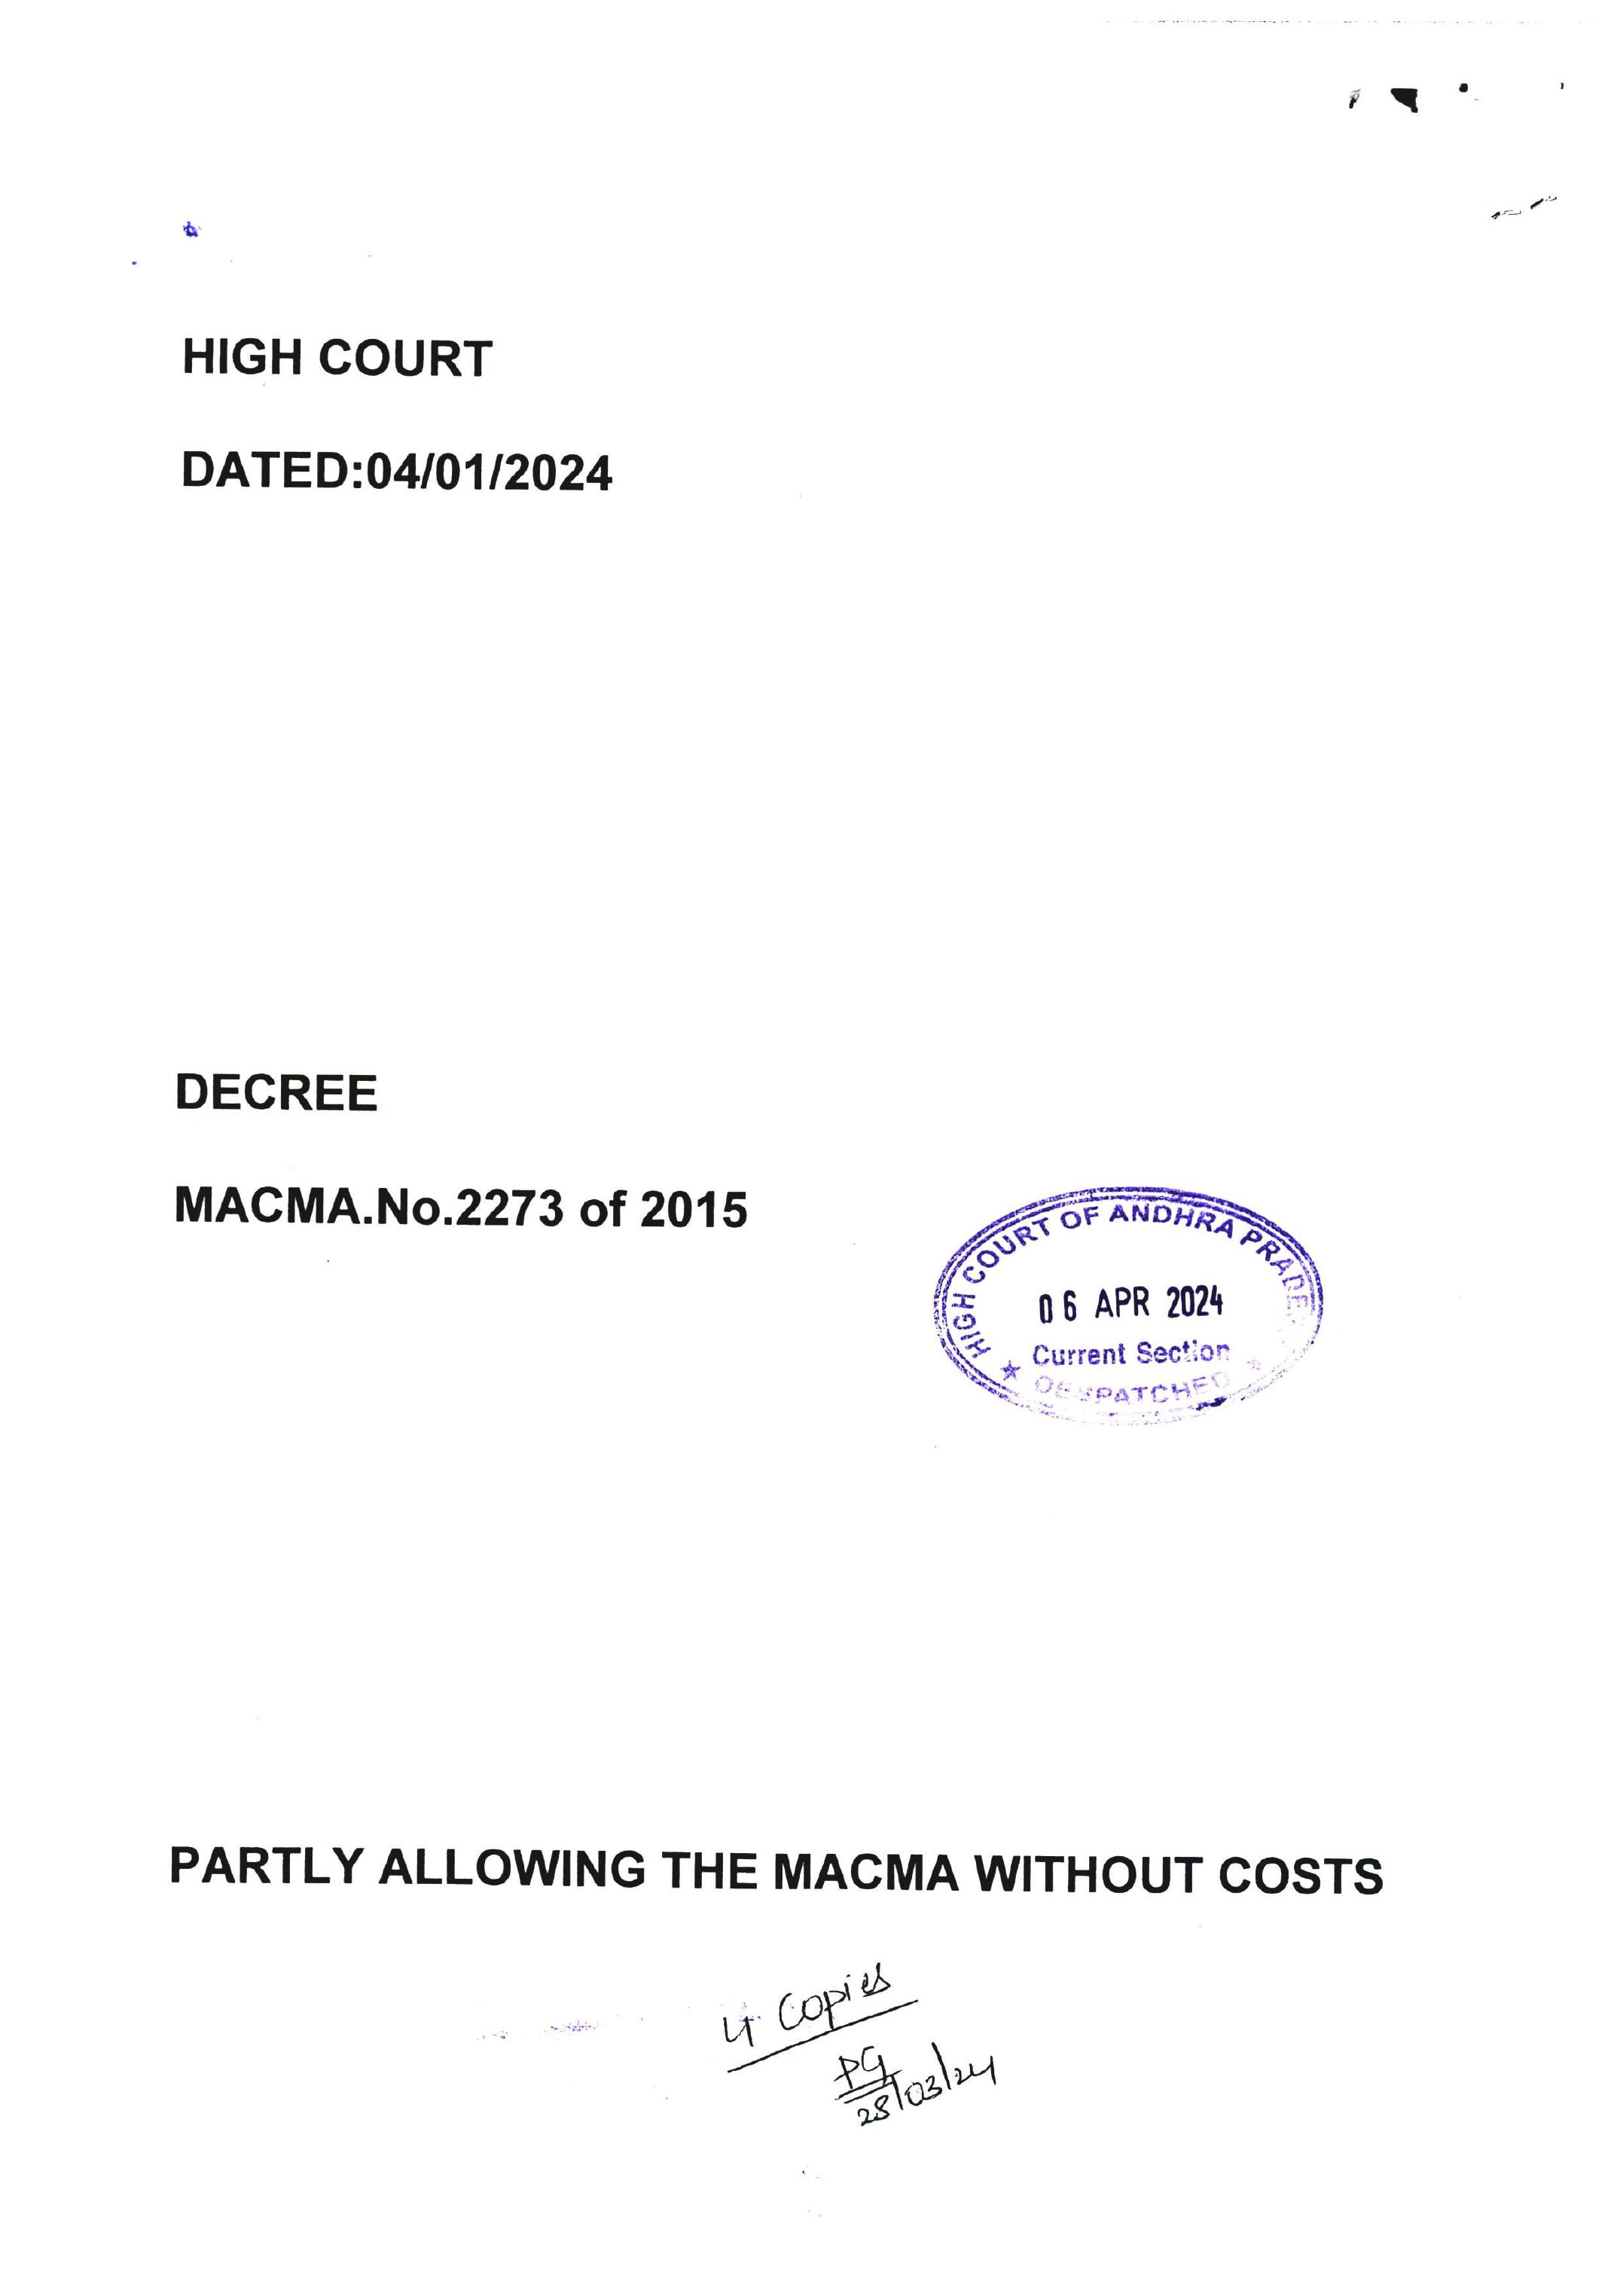 HIGH COURT
DATED:04/01/2024
DECREE
MACMA.No.2273 of 2015
HIGH COURT OF ANDHRA PRADE
06 APR 2024
Current Section
DESPATCHED
PARTLY ALLOWING THE MACMA WITHOUT COSTS
4 Copies
PG
28/03/24